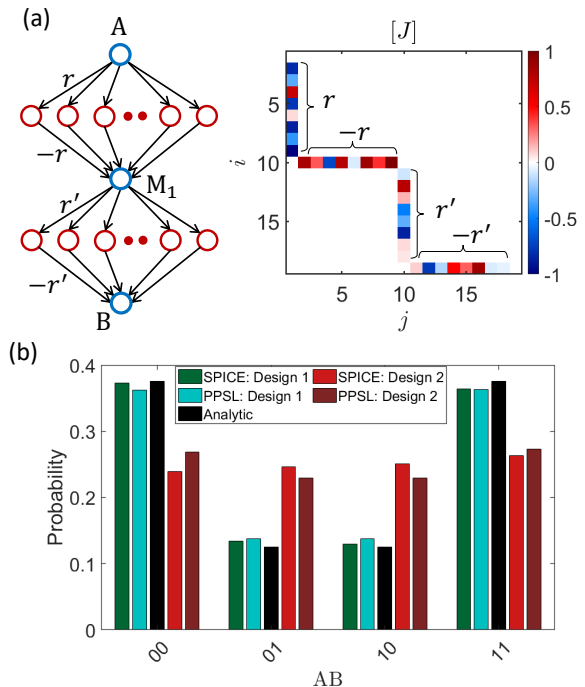 (a)
A
[J]
r
-r
M₁
r′
-r′
B
r
-r
r′
-r′
5
10
15
i
5
10
15
j
1
0.5
0
-0.5
-1
(b)
SPICE: Design 1
SPICE: Design 2
PPSL: Design 1
PPSL: Design 2
Analytic
Probability
0.4
0.3
0.2
0.1
0
00
01
10
11
AB